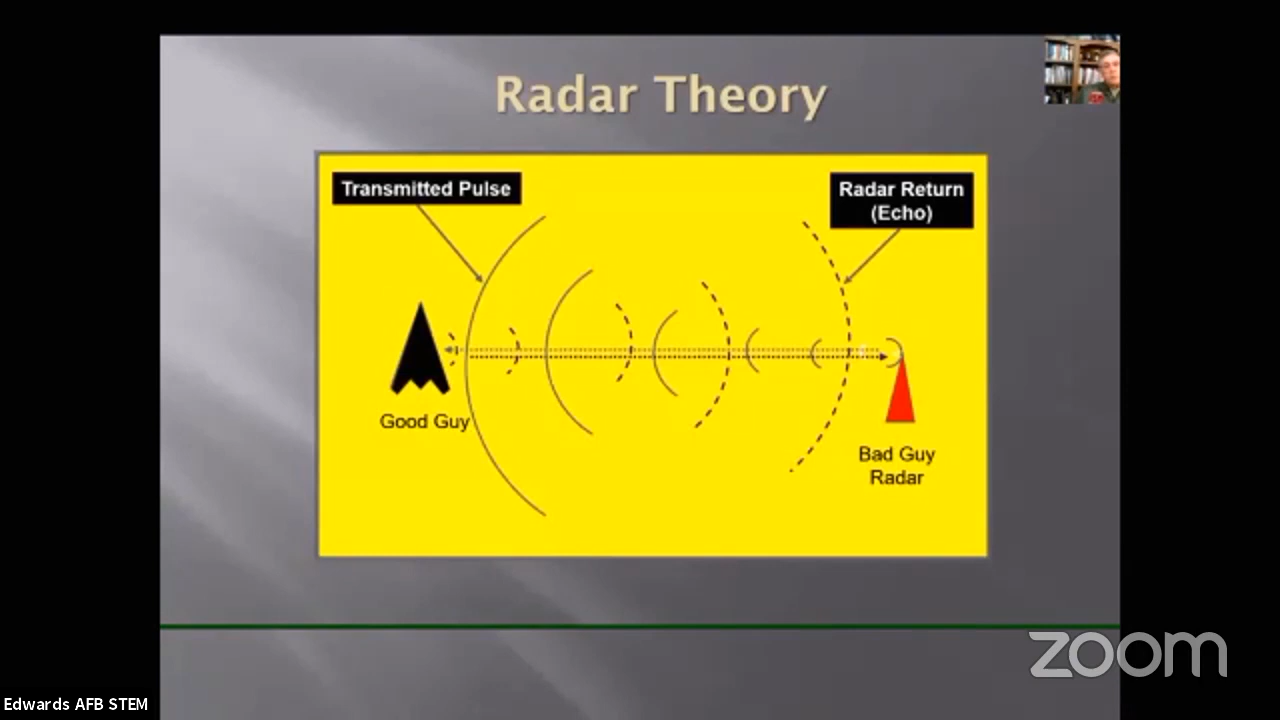 Radar Theory
Transmitted Pulse
Radar Return
(Echo)
Good Guy
Bad Guy
Radar
zoom
Edwards AFB STEM